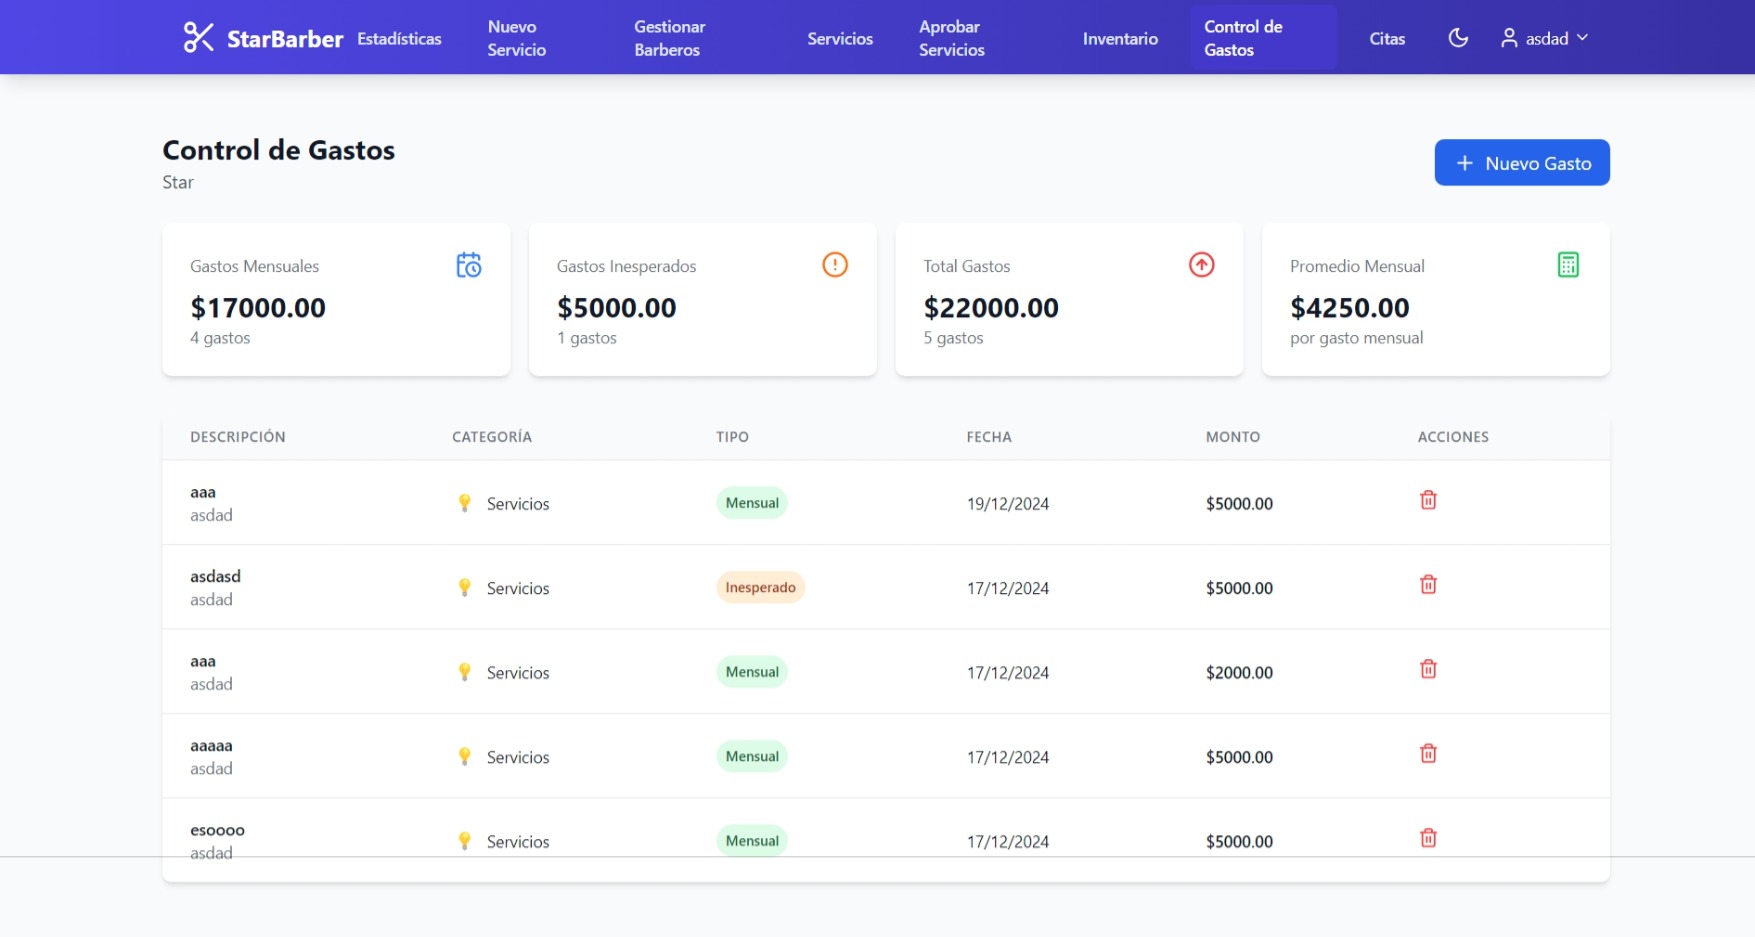 StarBarber
Estadísticas
Nuevo
Servicio
Gestionar
Barberos
Servicios
Aprobar
Servicios
Inventario
Control de
Gastos
Citas
asdad
Control de Gastos
Star
+ Nuevo Gasto
Gastos Mensuales
$17000.00
4 gastos
Gastos Inesperados
$5000.00
1 gastos
Total Gastos
$22000.00
5 gastos
Promedio Mensual
$4250.00
por gasto mensual
DESCRIPCIÓN CATEGORÍA TIPO FECHA MONTO ACCIONES
aaa
asdad
Servicios Mensual 19/12/2024 $5000.00
asdasd
asdad
Servicios Inesperado 17/12/2024 $5000.00
aaa
asdad
Servicios Mensual 17/12/2024 $2000.00
aaaaa
asdad
Servicios Mensual 17/12/2024 $5000.00
esoooo
asdad
Servicios Mensual 17/12/2024 $5000.00